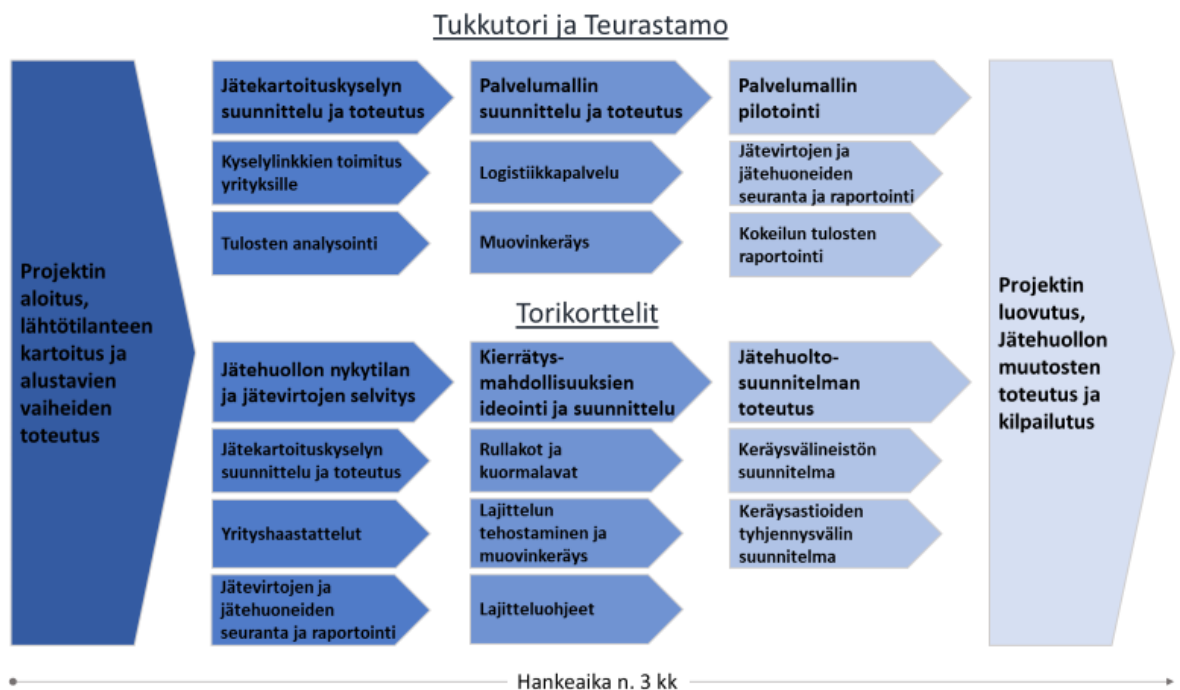 Tukkutori ja Teurastamo
Projektin
aloitus,
lähtötilanteen
kartoitus ja
alustavien
vaiheiden
toteutus
Jätekartoituskyselyn
suunnittelu ja toteutus
Kyselylinkkien toimitus
yrityksille
Tulosten analysointi
Palvelumallin
suunnittelu ja toteutus
Logistiikkapalvelu
Muovinkeräys
Palvelumallin
pilotointi
Jätevirtojen ja
jätehuoneiden
seuranta ja raportointi
Kokeilun tulosten
raportointi
Torikorttelit
Jätehuollon nykytilan
ja jätevirtojen selvitys
Jätekartoituskyselyn
suunnittelu ja toteutus
Yrityshaastattelut
Jätevirtojen ja
jätehuoneiden
seuranta ja raportointi
Kierrätys-
mahdollisuuksien
ideointi ja suunnittelu
Rullakot ja
kuormalavat
Lajittelun
tehostaminen ja
muovinkeräys
Lajitteluohjeet
Jätehuolto-
suunnitelman
toteutus
Keräysvälineistön
suunnitelma
Keräysastioiden
tyhjennysvälin
suunnitelma
Projektin
luovutus,
Jätehuollon
muutosten
toteutus ja
kilpailutus
Hankeaika n. 3 kk